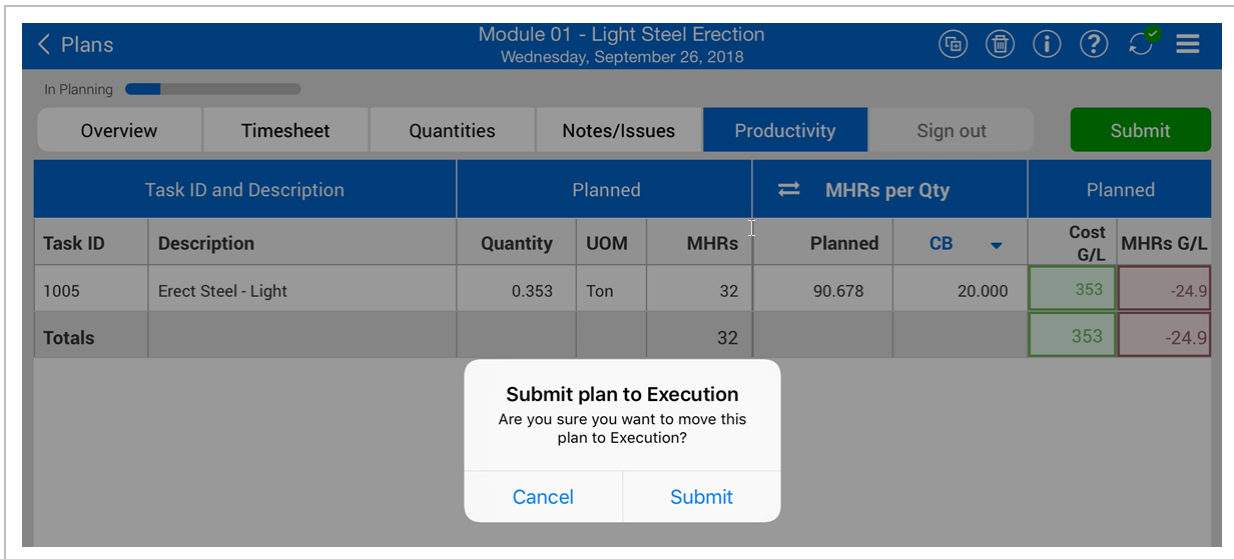 Plans
Module 01 - Light Steel Erection
Wednesday, September 26, 2018
In Planning
Overview Timesheet Quantities Notes/Issues Productivity Sign out Submit
Task ID and Description Planned MHRs per Qty Planned
Task ID Description Quantity UOM MHRs Planned CB Cost G/L MHRs G/L
1005 Erect Steel - Light 0.353 Ton 32 90.678 20.000 353 -24.9
Totals 32 353 -24.9
Submit plan to Execution
Are you sure you want to move this
plan to Execution?
Cancel Submit